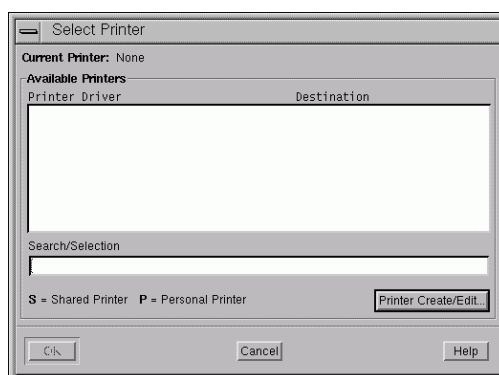 Select Printer
Current Printer: None
Available Printers
Printer Driver Destination
Search/Selection
S = Shared Printer P = Personal Printer
Printer Create/Edit...
OK Cancel Help